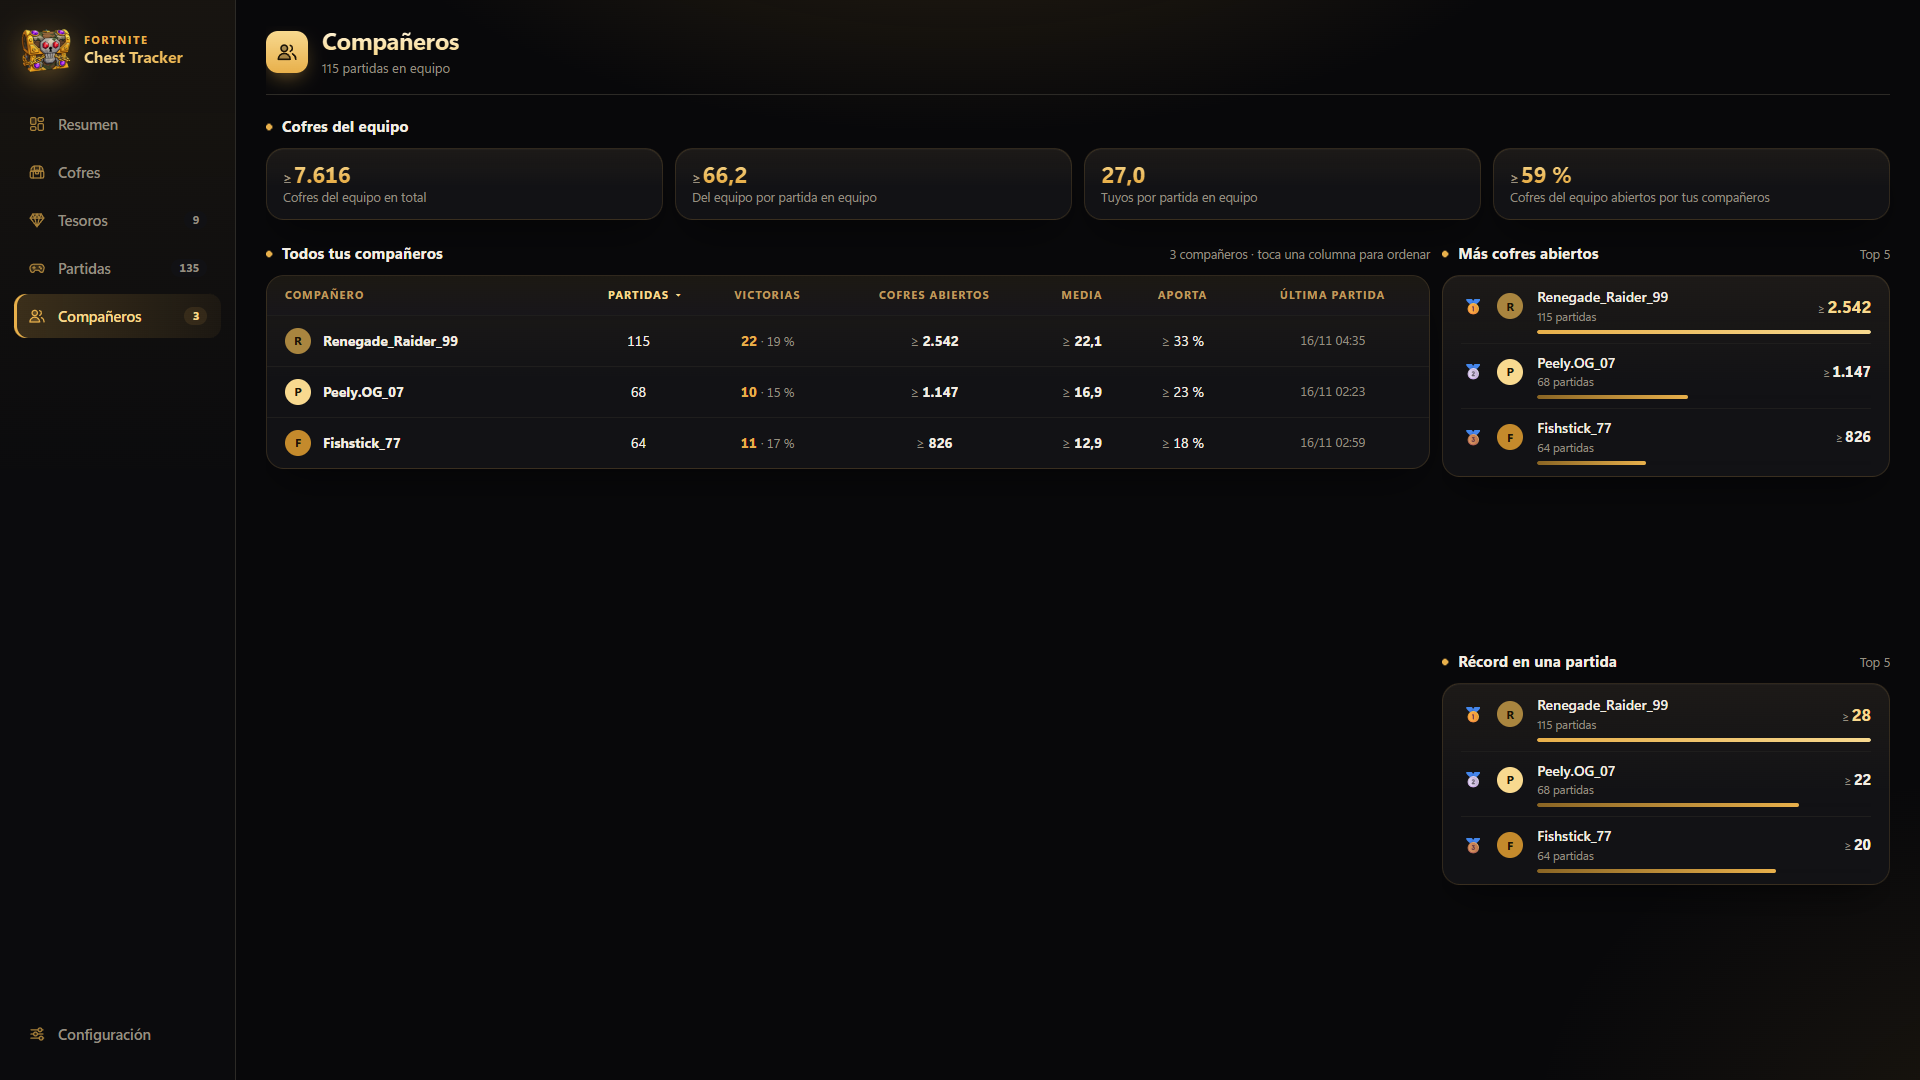 FORTNITE
Chest Tracker
Resumen
Cofres
Tesoros 9
Partidas 135
Compañeros 3
Configuración
Compañeros
115 partidas en equipo
Cofres del equipo
≥ 7.616
Cofres del equipo en total
≥ 66,2
Del equipo por partida en equipo
27,0
Tuyos por partida en equipo
≥ 59 %
Cofres del equipo abiertos por tus compañeros
Todos tus compañeros
3 compañeros · toca una columna para ordenar
COMPAÑERO PARTIDAS VICTORIAS COFRES ABIERTOS MEDIA APORTA ÚLTIMA PARTIDA
R Renegade_Raider_99 115 22 · 19 % ≥ 2.542 ≥ 22,1 ≥ 33 % 16/11 04:35
P Peely.OG_07 68 10 · 15 % ≥ 1.147 ≥ 16,9 ≥ 23 % 16/11 02:23
F Fishstick_77 64 11 · 17 % ≥ 826 ≥ 12,9 ≥ 18 % 16/11 02:59
Más cofres abiertos Top 5
1 R Renegade_Raider_99 ≥ 2.542
115 partidas
2 P Peely.OG_07 ≥ 1.147
68 partidas
3 F Fishstick_77 ≥ 826
64 partidas
Récord en una partida Top 5
1 R Renegade_Raider_99 ≥ 28
115 partidas
2 P Peely.OG_07 ≥ 22
68 partidas
3 F Fishstick_77 ≥ 20
64 partidas